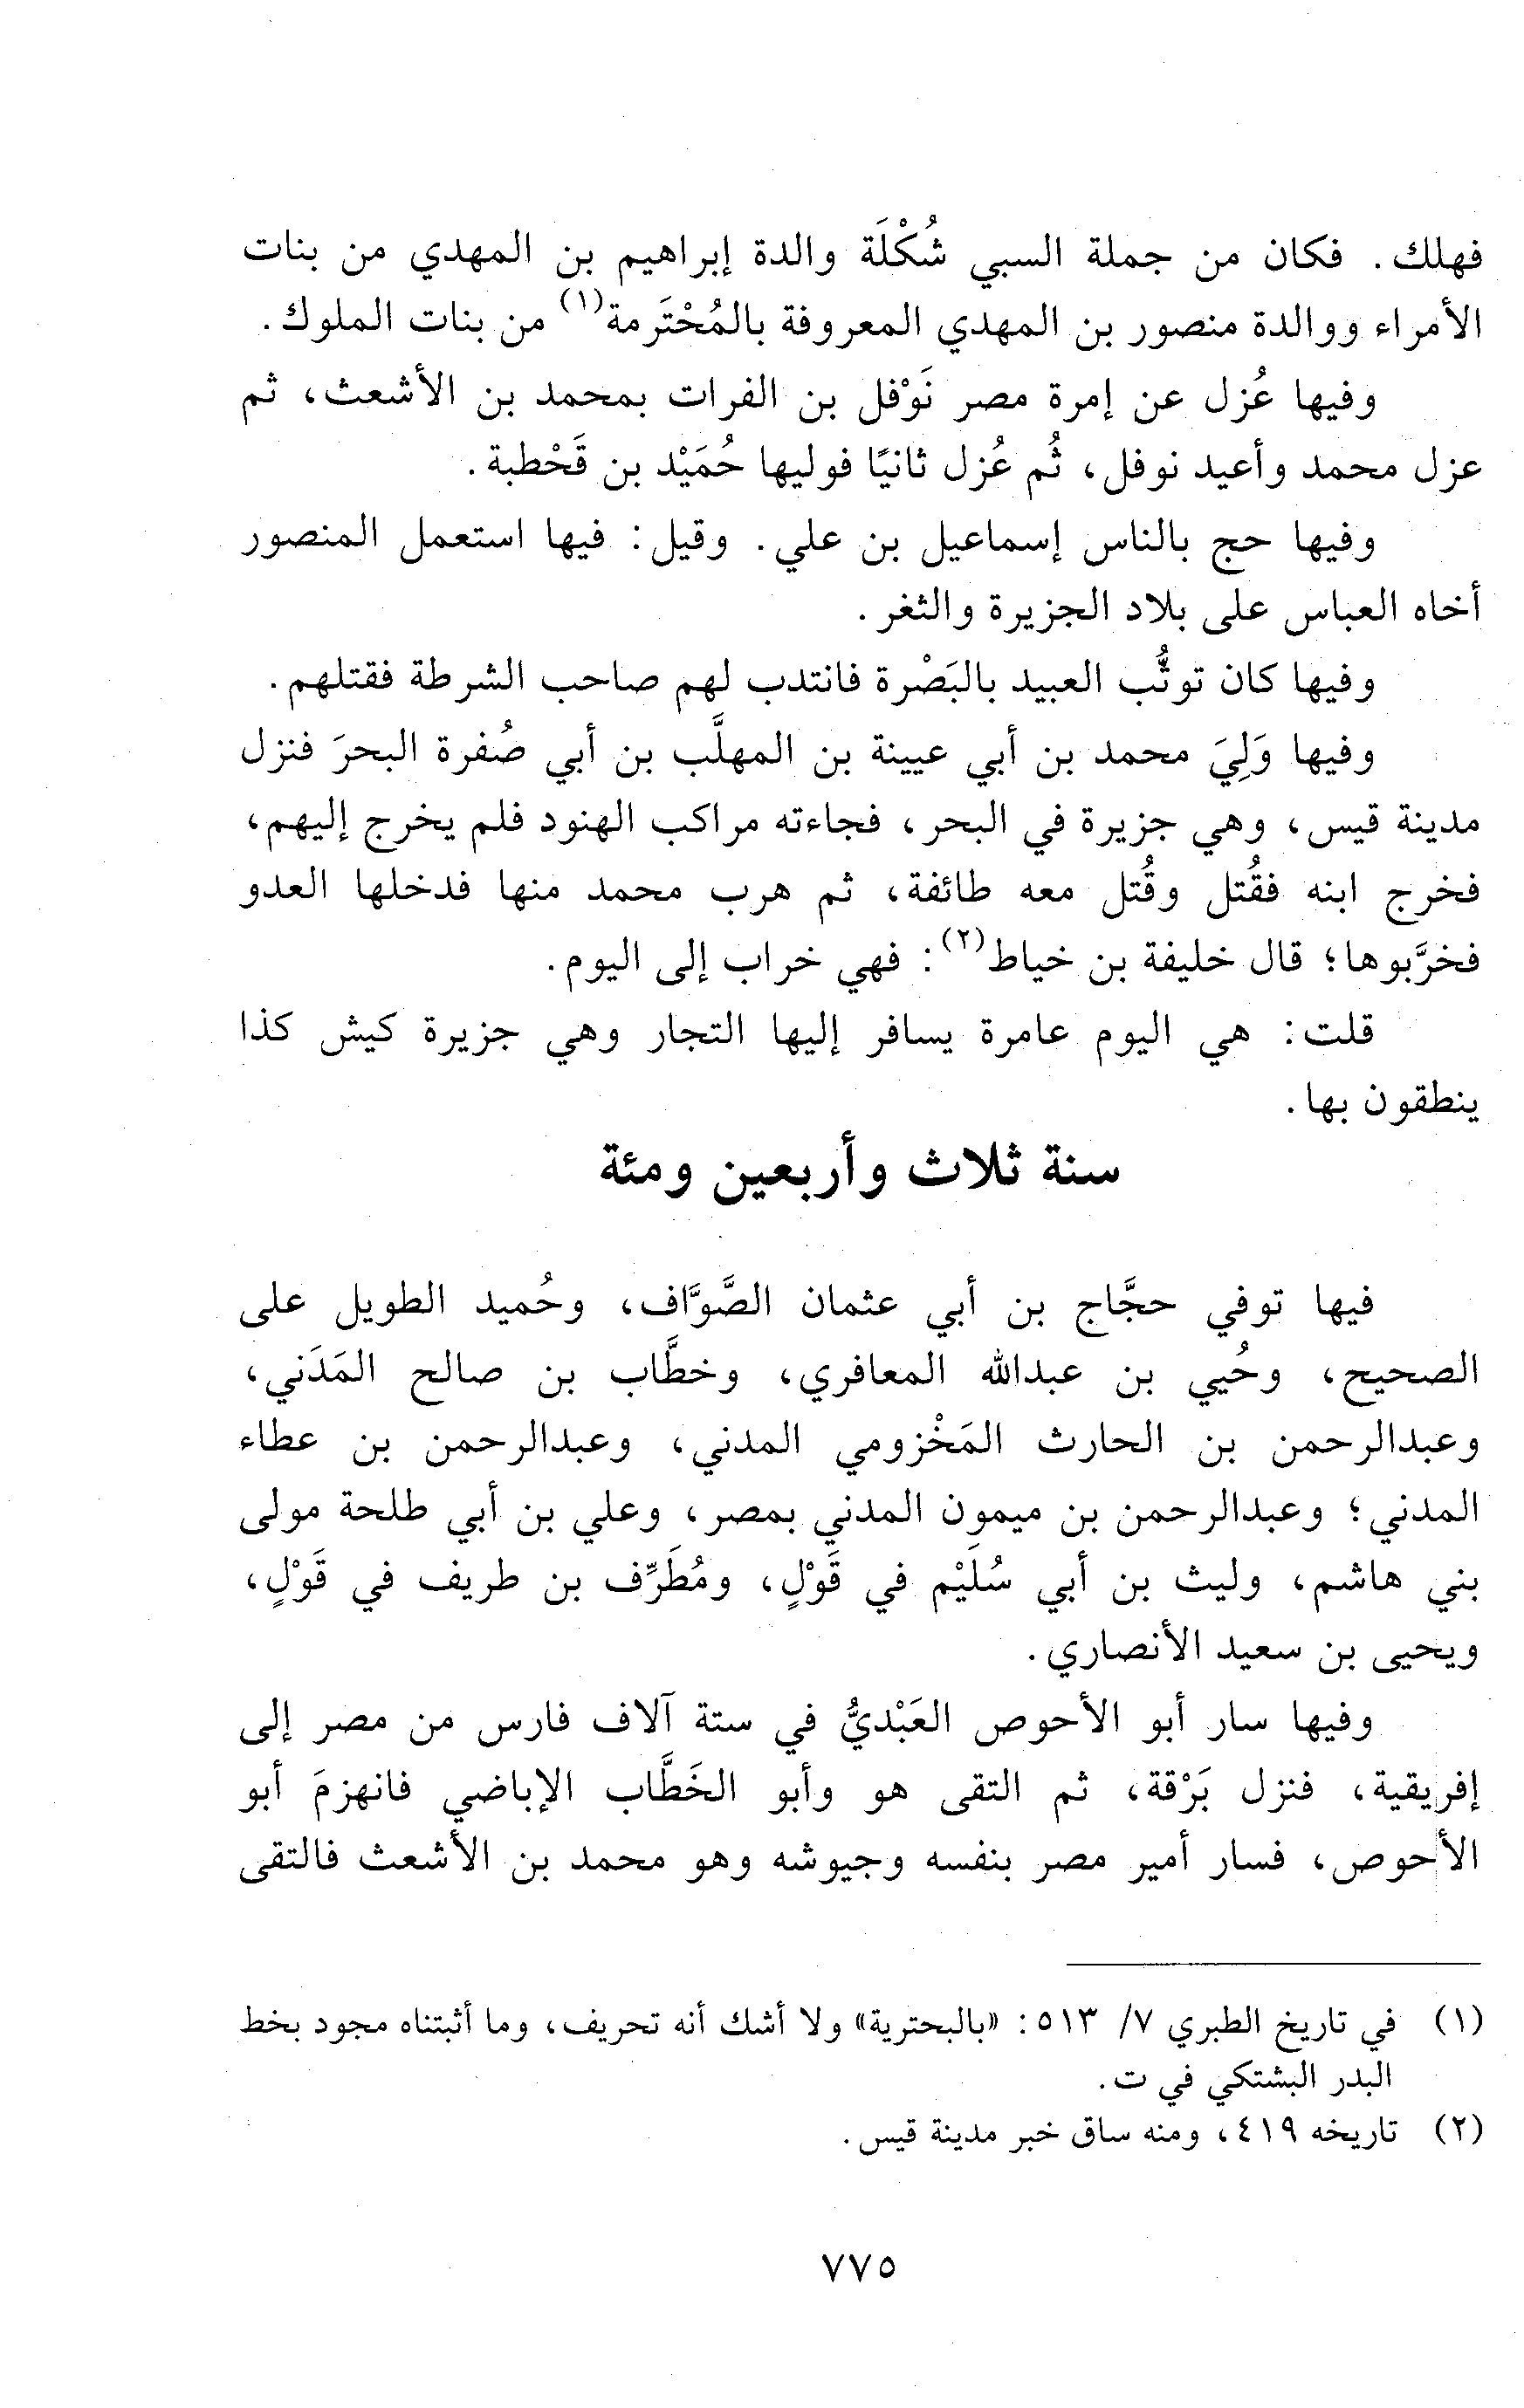 فهلك. فكان من جملة السبي شُكْلَة والدة إبراهيم بن المهدي من بنات
الأمراء ووالدة منصور بن المهدي المعروفة بالمُحْتَرمة(١) من بنات الملوك.
وفيها عُزل عن إمرة مصر نَوْفل بن الفرات بمحمد بن الأشعث، ثم
عزل محمد وأعيد نوفل، ثُم عُزل ثانيًا فوليها حُمَيْد بن قَحْطبة.
وفيها حج بالناس إسماعيل بن علي. وقيل: فيها استعمل المنصور
أخاه العباس على بلاد الجزيرة والثغر.
وفيها كان توثُّب العبيد بالبَصْرة فانتدب لهم صاحب الشرطة فقتلهم.
وفيها وَلِيَ محمد بن أبي عيينة بن المهلَّب بن أبي صُفرة البحرَ فنزل
مدينة قيس، وهي جزيرة في البحر، فجاءته مراكب الهنود فلم يخرج إليهم،
فخرج ابنه فقُتل وقُتل معه طائفة، ثم هرب محمد منها فدخلها العدو
فخرَّبوها؛ قال خليفة بن خياط(٢): فهي خراب إلى اليوم.
قلت: هي اليوم عامرة يسافر إليها التجار وهي جزيرة كيش كذا
ينطقون بها.
سنة ثلاث وأربعين ومئة
فيها توفي حجَّاج بن أبي عثمان الصَّوَّاف، وحُميد الطويل على
الصحيح، وحُيي بن عبدالله المعافري، وخطَّاب بن صالح المَدَني،
وعبدالرحمن بن الحارث المَخْزومي المدني، وعبدالرحمن بن عطاء
المدني؛ وعبدالرحمن بن ميمون المدني بمصر، وعلي بن أبي طلحة مولى
بني هاشم، وليث بن أبي سُلَيْم في قَوْلٍ، ومُطَرِّف بن طريف في قَوْلٍ،
ويحيى بن سعيد الأنصاري.
وفيها سار أبو الأحوص العَبْديُّ في ستة آلاف فارس من مصر إلى
إفريقية، فنزل بَرْقة، ثم التقى هو وأبو الخَطَّاب الإباضي فانهزمَ أبو
الأحوص، فسار أمير مصر بنفسه وجيوشه وهو محمد بن الأشعث فالتقى
(١) في تاريخ الطبري ٧/ ٥١٣: «بالبحترية» ولا أشك أنه تحريف، وما أثبتناه مجود بخط
البدر البشتكي في ت.
(٢) تاريخه ٤١٩، ومنه ساق خبر مدينة قيس.
٧٧٥